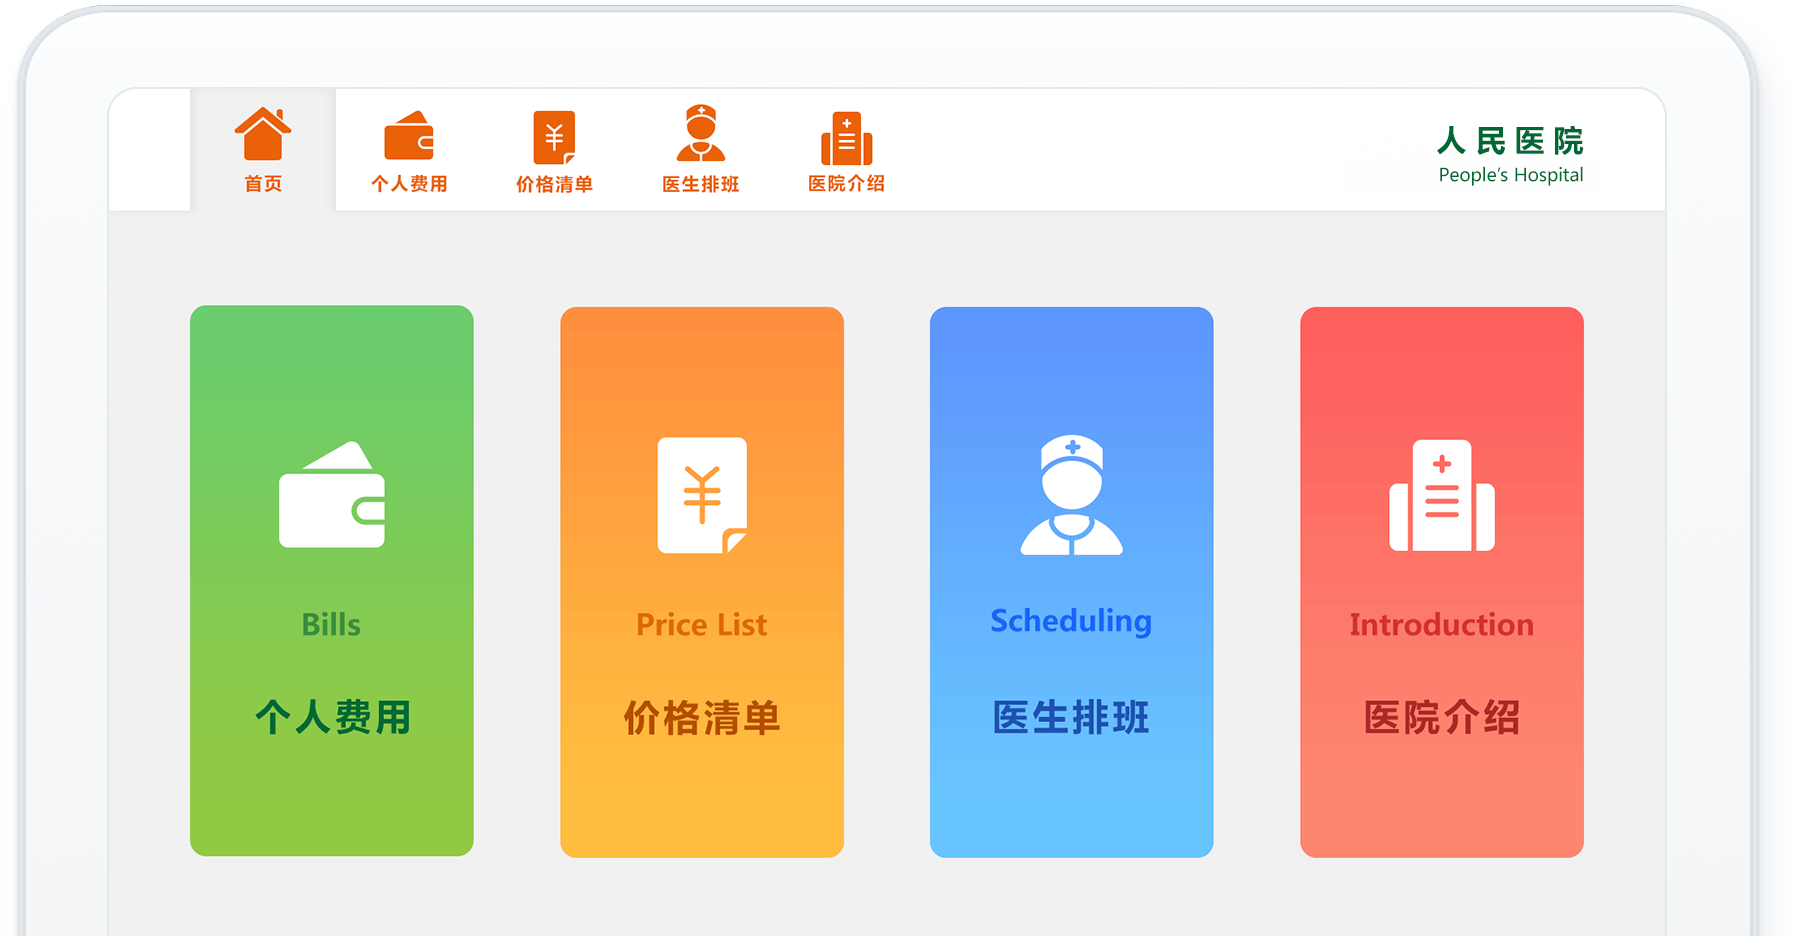 首页
个人费用
价格清单
医生排班
医院介绍
人民医院
People's Hospital
Bills
个人费用
Price List
价格清单
Scheduling
医生排班
Introduction
医院介绍